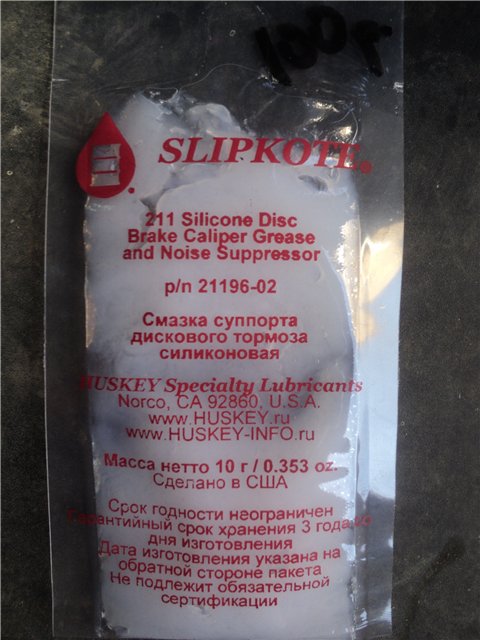 SLIPKOTE®
211 Silicone Disc
Brake Caliper Grease
and Noise Suppressor
p/n 21196-02
Смазка суппорта
дискового тормоза
силиконовая
HUSKEY Specialty Lubricants
Norco, CA 92860, U.S.A.
www.HUSKEY.ru
www.HUSKEY-INFO.ru
Масса нетто 10 г / 0.353 oz.
Сделано в США
Срок годности неограничен
Гарантийный срок хранения 3 года со
дня изготовления
Дата изготовления указана на
обратной стороне пакета
Не подлежит обязательной
сертификации